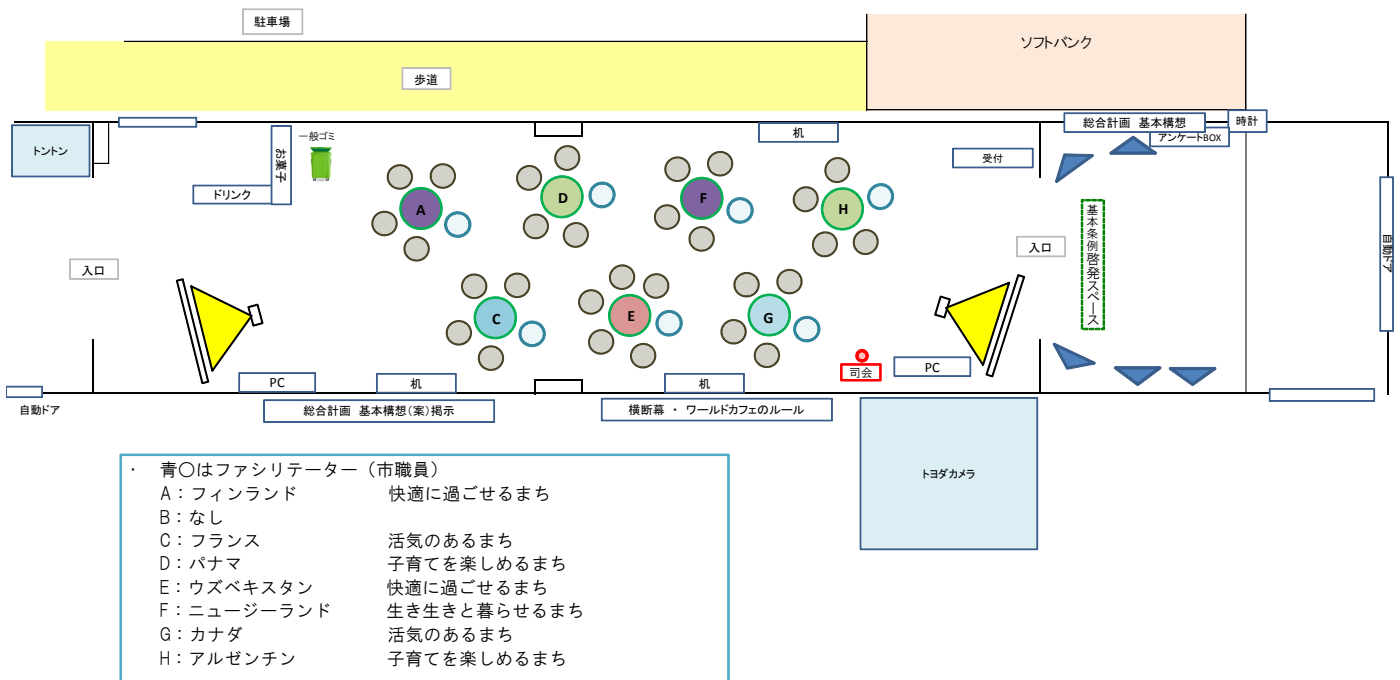 駐車場
ソフトバンク
歩道
トントン
お菓子
一般ゴミ
ドリンク
机
総合計画 基本構想
時計
アンケートBOX
受付
A
D
F
H
入口
入口
基本条例啓発スペース
自動ドア
C
E
G
司会
PC
PC
机
机
自動ドア
総合計画 基本構想(案)掲示
横断幕 ・ ワールドカフェのルール
トヨダカメラ
・ 青〇はファシリテーター（市職員）
A：フィンランド 快適に過ごせるまち
B：なし
C：フランス 活気のあるまち
D：パナマ 子育てを楽しめるまち
E：ウズベキスタン 快適に過ごせるまち
F：ニュージーランド 生き生きと暮らせるまち
G：カナダ 活気のあるまち
H：アルゼンチン 子育てを楽しめるまち